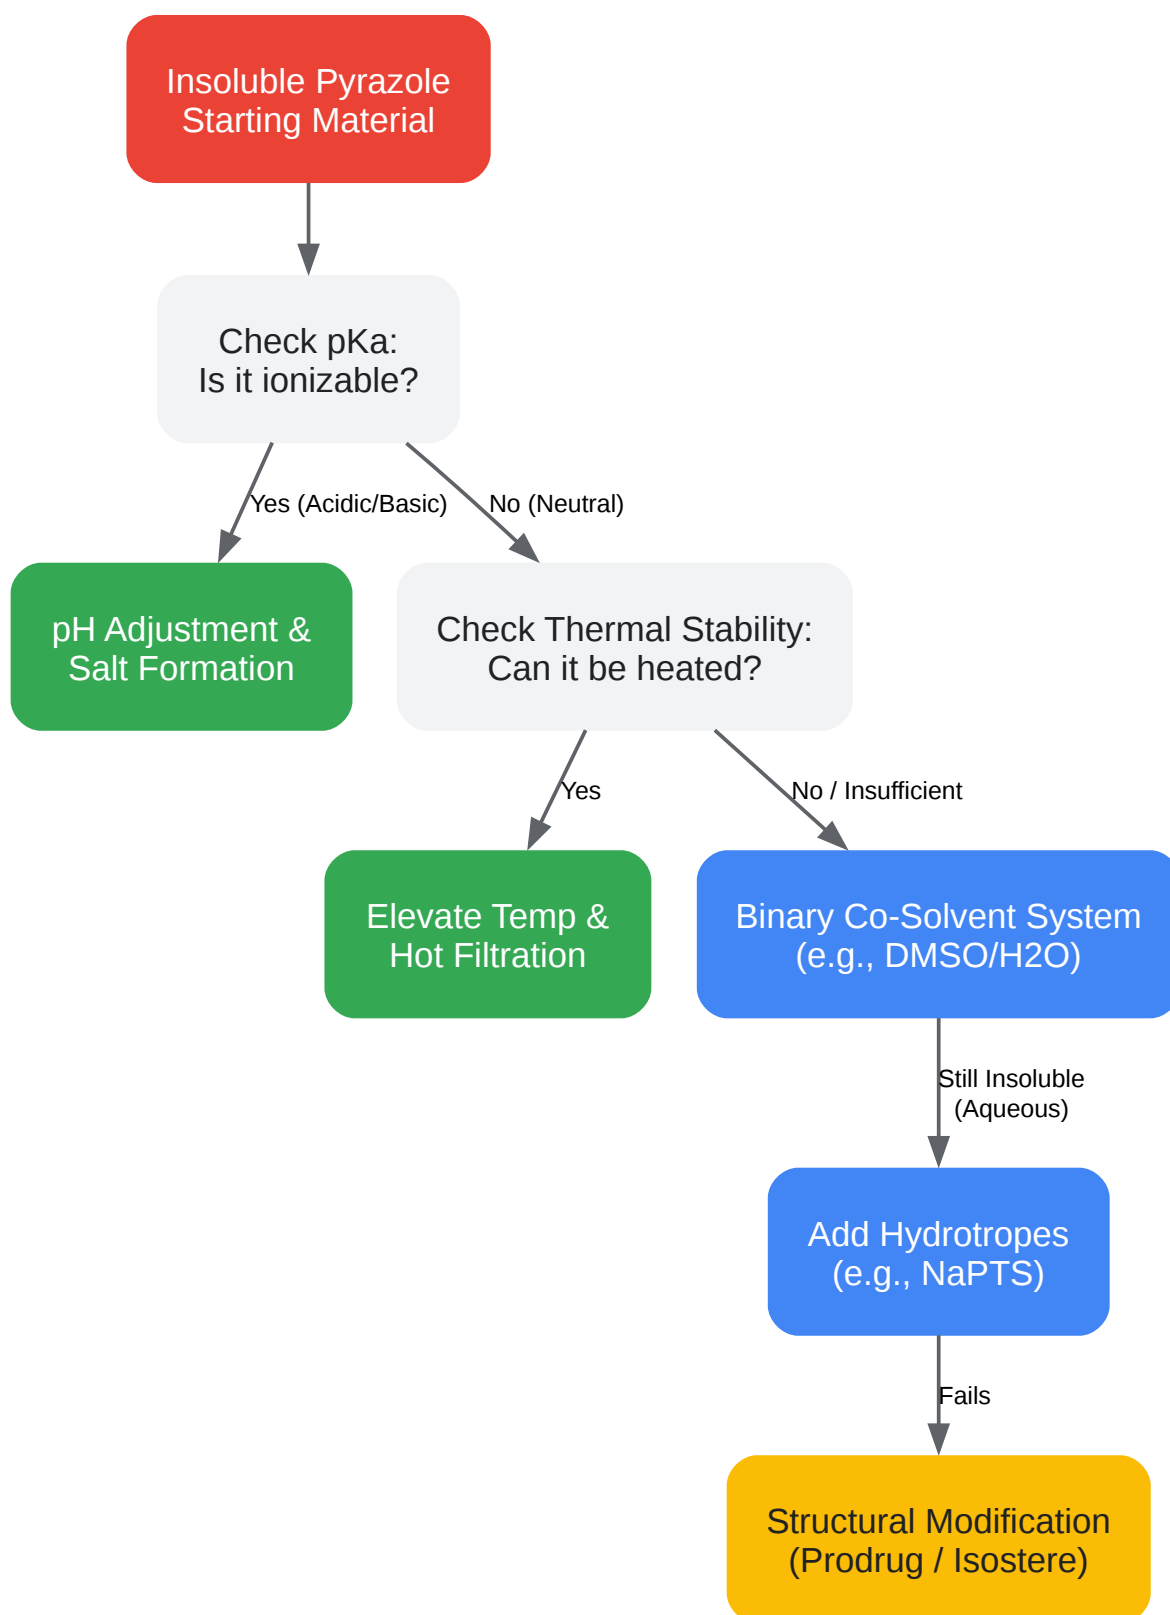 Insoluble Pyrazole
Starting Material
Check pKa:
Is it ionizable?
Yes (Acidic/Basic)
No (Neutral)
pH Adjustment &
Salt Formation
Check Thermal Stability:
Can it be heated?
Yes
No / Insufficient
Elevate Temp &
Hot Filtration
Binary Co-Solvent System
(e.g., DMSO/H2O)
Still Insoluble
(Aqueous)
Add Hydrotropes
(e.g., NaPTS)
Fails
Structural Modification
(Prodrug / Isostere)